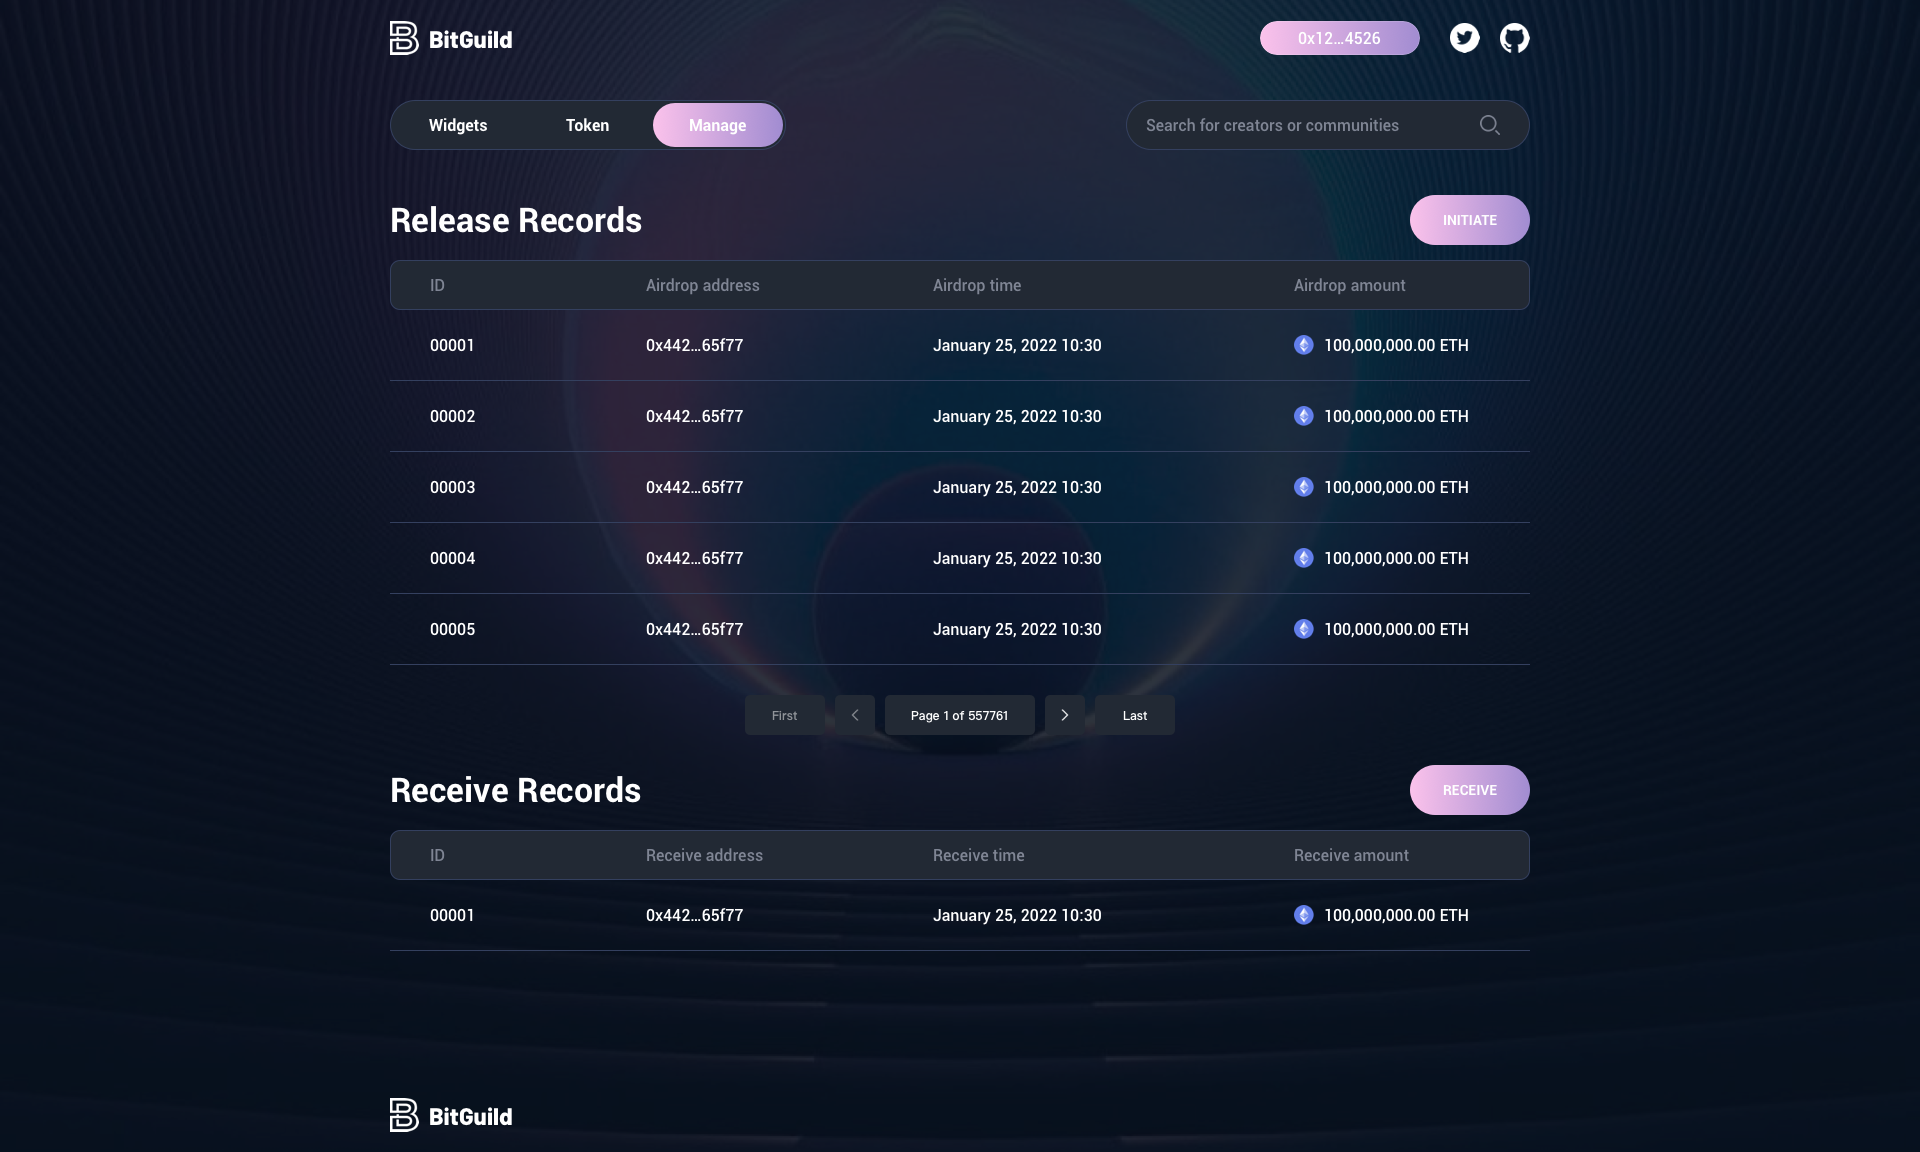 BitGuild
0x12...4526
Widgets Token Manage
Search for creators or communities
Release Records
INITIATE
ID Airdrop address Airdrop time Airdrop amount
00001 0x442...65f77 January 25, 2022 10:30 100,000,000.00 ETH
00002 0x442...65f77 January 25, 2022 10:30 100,000,000.00 ETH
00003 0x442...65f77 January 25, 2022 10:30 100,000,000.00 ETH
00004 0x442...65f77 January 25, 2022 10:30 100,000,000.00 ETH
00005 0x442...65f77 January 25, 2022 10:30 100,000,000.00 ETH
First Page 1 of 557761 Last
Receive Records
RECEIVE
ID Receive address Receive time Receive amount
00001 0x442...65f77 January 25, 2022 10:30 100,000,000.00 ETH
BitGuild